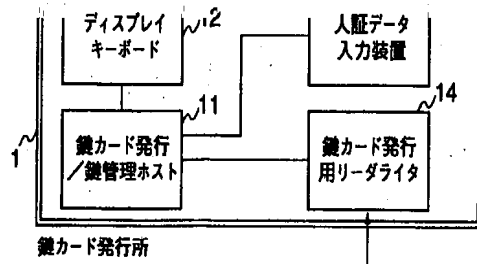 ディスプレイ
キーボード
12
人証データ
入力装置
11
鍵カード発行
/鍵管理ホスト
14
鍵カード発行
用リーダライタ
1
鍵カード発行所